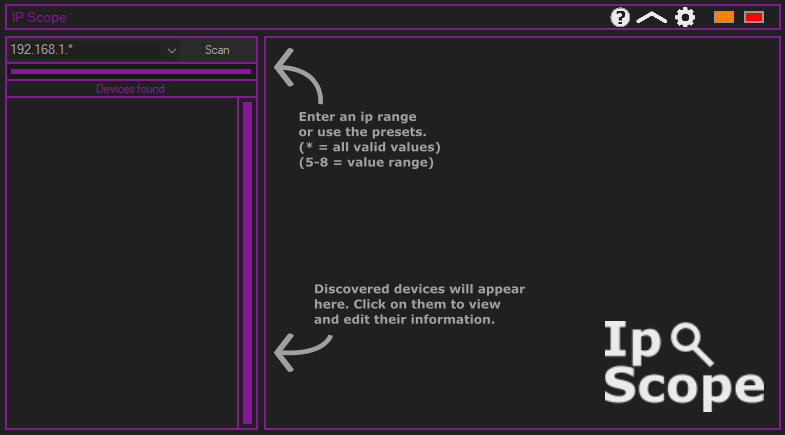 IP Scope
192.168.1.*
Scan
Devices found
Enter an ip range
or use the presets.
(* = all valid values)
(5-8 = value range)
Discovered devices will appear
here. Click on them to view
and edit their information.
Ip
Scope